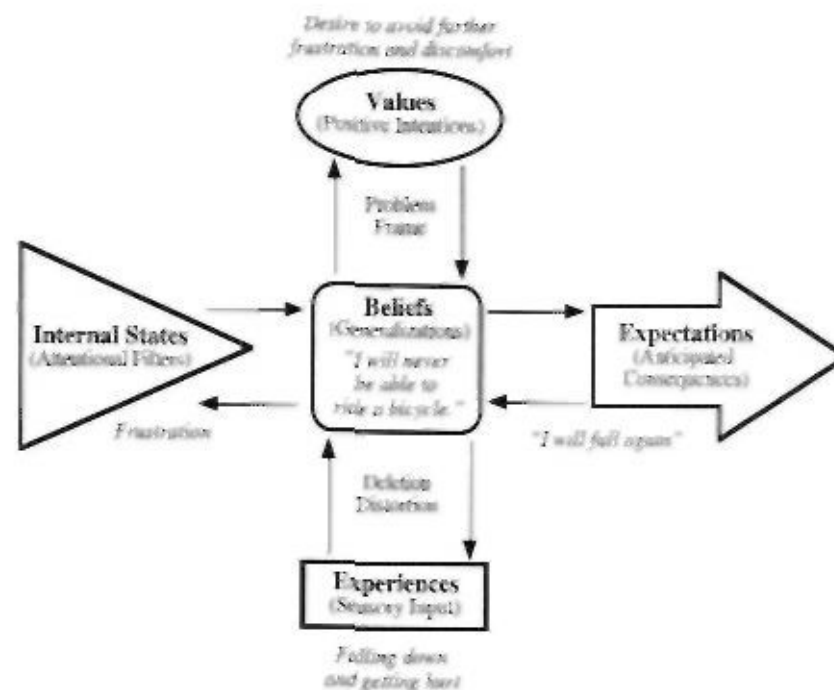 Desire to avoid further
frustration and discomfort
Values
(Positive Intentions)
Problem
Frame
Beliefs
(Generalizations)
"I will never
be able to
ride a bicycle."
Internal States
(Attentional Filters)
Frustration
Expectations
(Anticipated
Consequences)
"I will fall again"
Deletion
Distortion
Experiences
(Sensory Input)
Falling down
and getting hurt